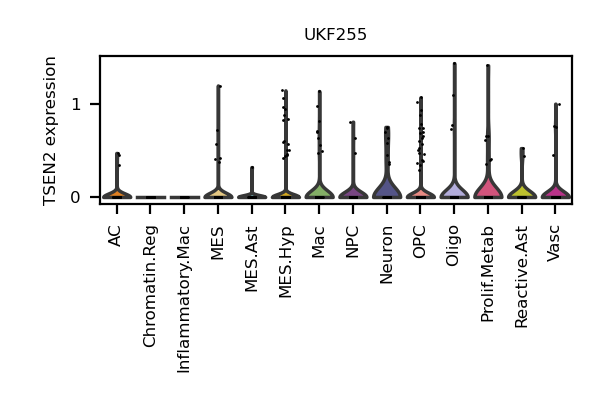 UKF255
TSEN2 expression
1
0
AC
Chromatin.Reg
Inflammatory.Mac
MES
MES.Ast
MES.Hyp
Mac
NPC
Neuron
OPC
Oligo
Prolif.Metab
Reactive.Ast
Vasc